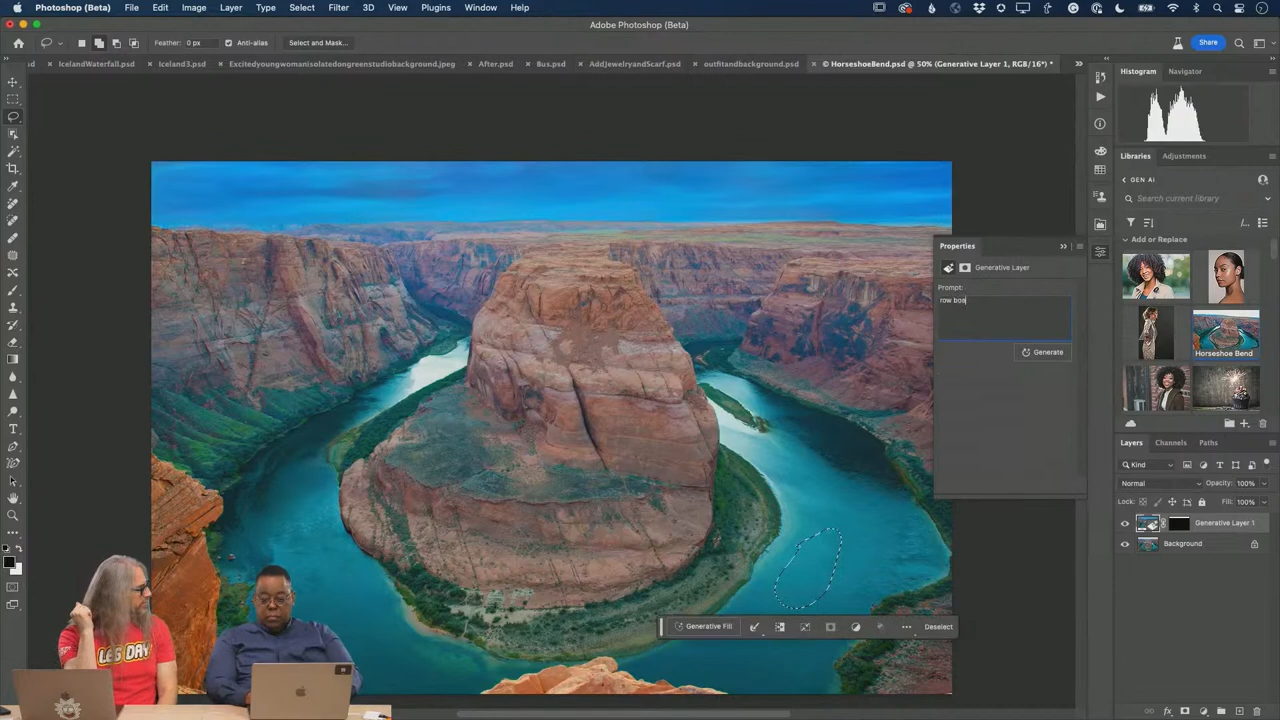 Photoshop (Beta) File Edit Image Layer Type Select Filter 3D View Plugins Window Help
Adobe Photoshop (Beta)
Feather: 0 px Anti-alias Select and Mask... Share
IcelandWaterfall.psd Iceland3.psd Excitedyoungwomanisolatedongreenstudiobackground.jpeg After.psd Bus.psd AddJewelryandScarf.psd outfitandbackground.psd © HorseshoeBend.psd @ 50% (Generative Layer 1, RGB/16*) *
Histogram Navigator
Libraries Adjustments
GEN AI
Search current library
Add or Replace
Horseshoe Bend
Properties
Generative Layer
Prompt:
row boa
Generate
Layers Channels Paths
Kind
Normal Opacity: 100%
Lock: Fill: 100%
Generative Layer 1
Background
Generative Fill Deselect
LEGS DAY!